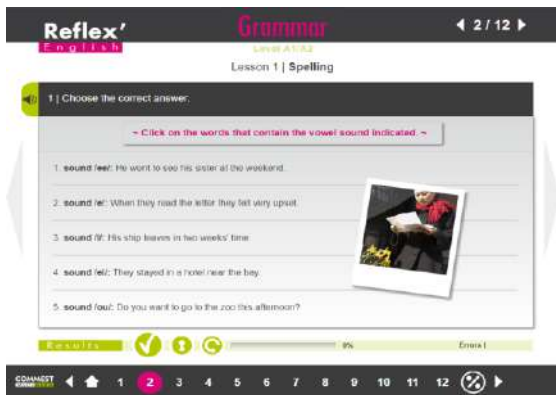 Reflex'
English
Grammar
Level A1/A2
2 / 12
Lesson 1 | Spelling
1 | Choose the correct answer.
~ Click on the words that contain the vowel sound indicated. ~
1. sound /ee/: He went to see his sister at the weekend.
2. sound /e/: When they read the letter they felt very upset.
3. sound /i/: His ship leaves in two weeks' time.
4. sound /ei/: They stayed in a hotel near the bay.
5. sound /ou/: Do you want to go to the zoo this afternoon?
Results
0%
COMMEST
1 2 3 4 5 6 7 8 9 10 11 12